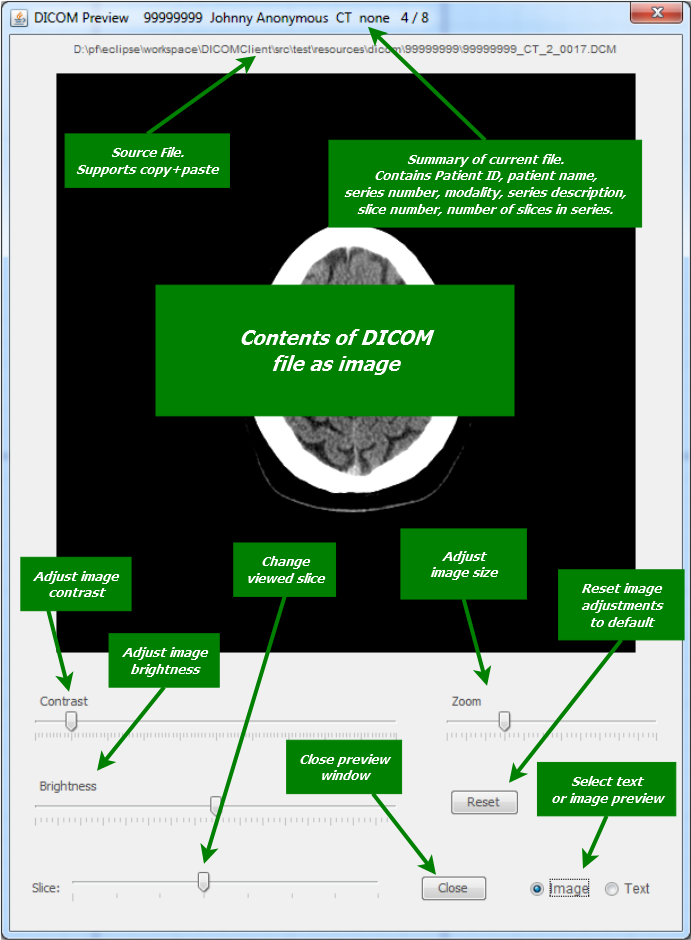 DICOM Preview 99999999 Johnny Anonymous CT none 4 / 8
D:\pf\eclipse\workspace\DICOMClient\src\test\resources\dicom\99999999\99999999_CT_2_0017.DCM
Source File.
Supports copy+paste
Summary of current file.
Contains Patient ID, patient name,
series number, modality, series description,
slice number, number of slices in series.
Contents of DICOM
file as image
Adjust image
contrast
Change
viewed slice
Adjust
image size
Reset image
adjustments
to default
Adjust image
brightness
Contrast
Zoom
Close preview
window
Brightness
Reset
Select text
or image preview
Slice:
Close
Image
Text